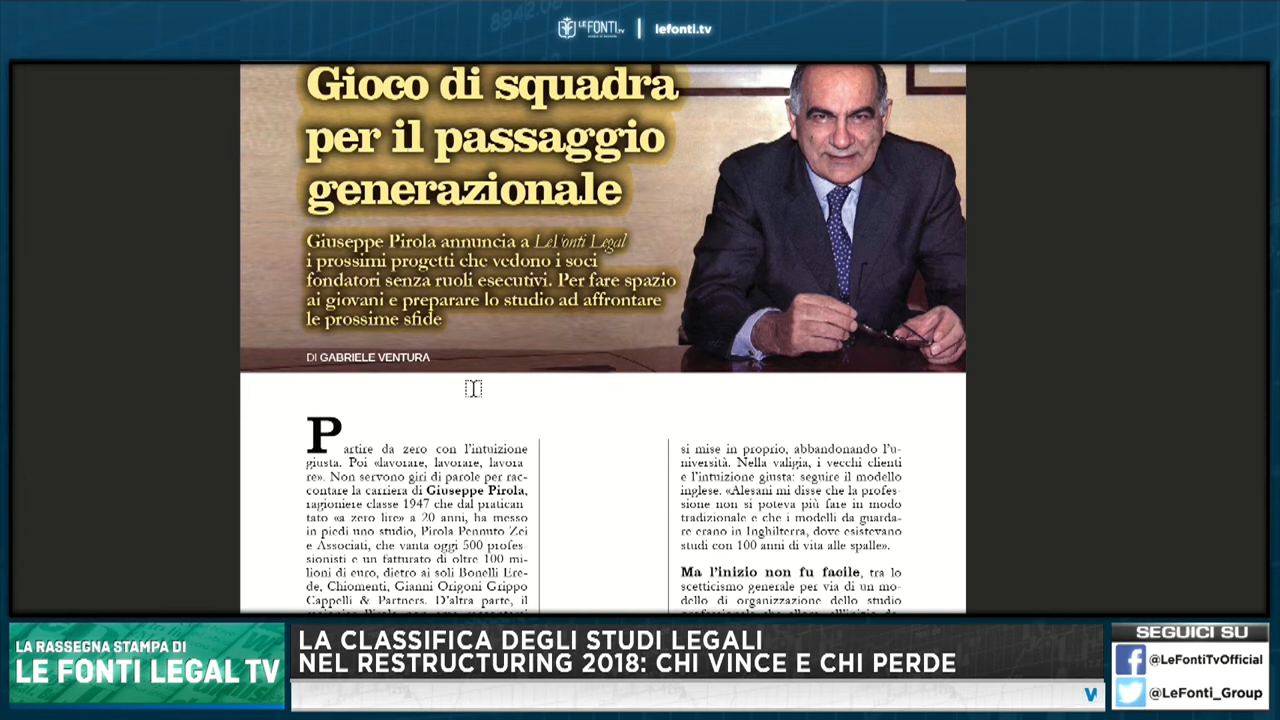 8942.08
LE FONTI.TV
lefonti.tv
Gioco di squadra
per il passaggio
generazionale
Giuseppe Pirola annuncia a LeFonti Legal
i prossimi progetti che vedono i soci
fondatori senza ruoli esecutivi. Per fare spazio
ai giovani e preparare lo studio ad affrontare
le prossime sfide
DI GABRIELE VENTURA
Partire da zero con l'intuizione
giusta. Poi «lavorare, lavorare, lavora-
re». Non servono giri di parole per rac-
contare la carriera di Giuseppe Pirola,
ragioniere classe 1947 che dal pratican-
tato «a zero lire» a 20 anni, ha messo
in piedi uno studio, Pirola Pennuto Zei
e Associati, che vanta oggi 500 profes-
sionisti e un fatturato di oltre 100 mi-
lioni di euro, dietro ai soli Bonelli Ere-
de, Chiomenti, Gianni Origoni Grippo
Cappelli & Partners. D'altra parte, il
si mise in proprio, abbandonando l'u-
niversità. Nella valigia, i vecchi clienti
e l'intuizione giusta: seguire il modello
inglese. «Alesani mi disse che la profes-
sione non si poteva più fare in modo
tradizionale e che i modelli da guarda-
re erano in Inghilterra, dove esistevano
studi con 100 anni di vita alle spalle».
Ma l'inizio non fu facile, tra lo
scetticismo generale per via di un mo-
dello di organizzazione dello studio
LA RASSEGNA STAMPA DI
LE FONTI LEGAL TV
LA CLASSIFICA DEGLI STUDI LEGALI
NEL RESTRUCTURING 2018: CHI VINCE E CHI PERDE
SEGUICI SU
@LeFontiTvOfficial
@LeFonti_Group